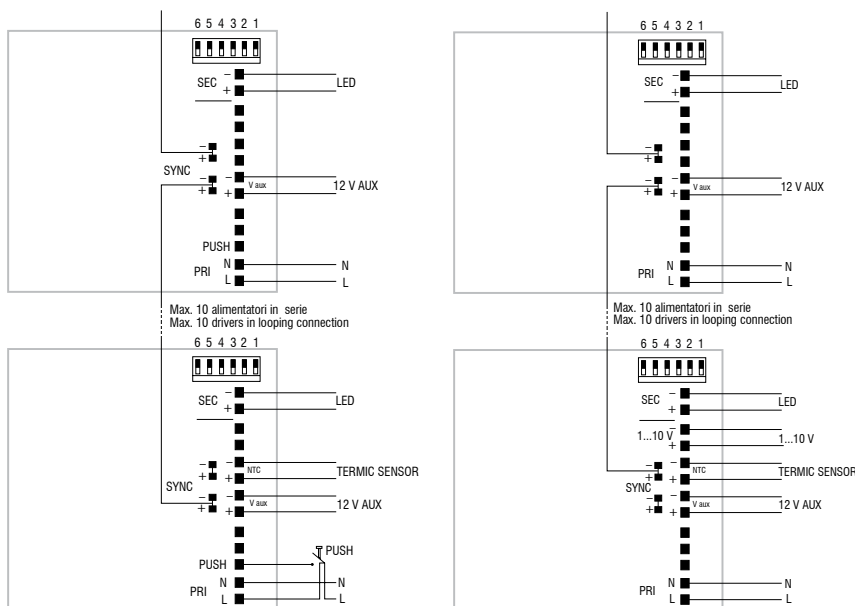 6 5 4 3 2 1
SEC
−
+
LED
−
+
SYNC
−
+
−
+
V aux
12 V AUX
PUSH
PRI
N
L
N
L
Max. 10 alimentatori in serie
Max. 10 drivers in looping connection
6 5 4 3 2 1
SEC
−
+
LED
−
+
SYNC
−
+
−
+
NTC
TERMIC SENSOR
−
+
V aux
12 V AUX
PUSH
PUSH
PRI
N
L
N
L
6 5 4 3 2 1
SEC
−
+
LED
−
+
−
+
−
+
V aux
12 V AUX
PRI
N
L
N
L
Max. 10 alimentatori in serie
Max. 10 drivers in looping connection
6 5 4 3 2 1
SEC
−
+
LED
1...10 V
−
+
1...10 V
−
+
SYNC
−
+
−
+
NTC
TERMIC SENSOR
−
+
V aux
12 V AUX
PRI
N
L
N
L